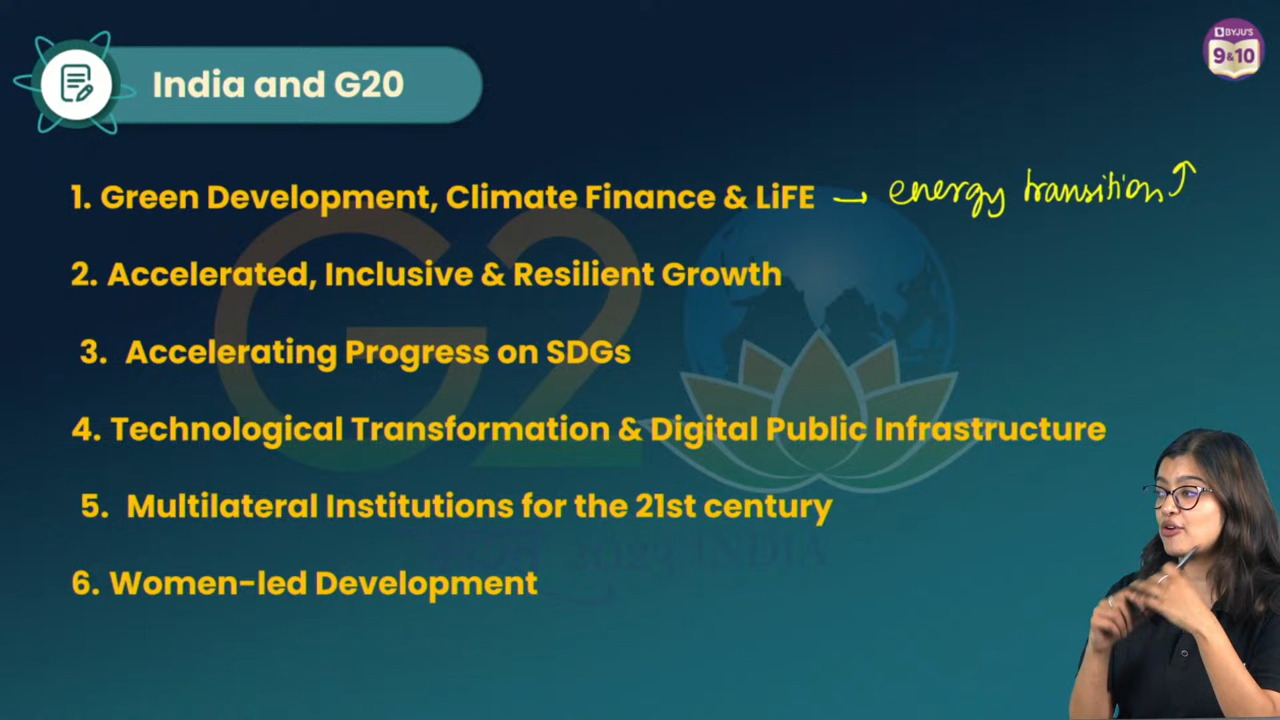 BYJU'S
9&10
India and G20
1. Green Development, Climate Finance & LiFE → energy transition ↑
2. Accelerated, Inclusive & Resilient Growth
3. Accelerating Progress on SDGs
4. Technological Transformation & Digital Public Infrastructure
5. Multilateral Institutions for the 21st century
6. Women-led Development
G20
INDIA